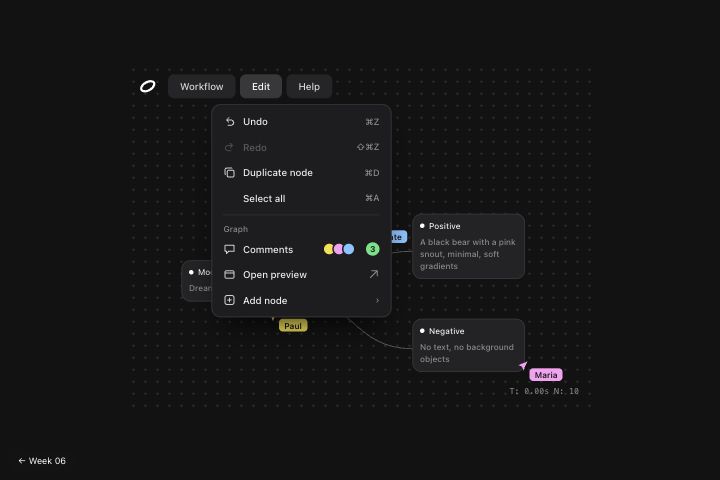 Workflow Edit Help
Undo ⌘Z
Redo ⇧⌘Z
Duplicate node ⌘D
Select all ⌘A
Graph
Comments 3
Open preview
Add node ›
Positive
A black bear with a pink
snout, minimal, soft
gradients
Paul
Negative
No text, no background
objects
Maria
T: 0.00s N: 10
← Week 06